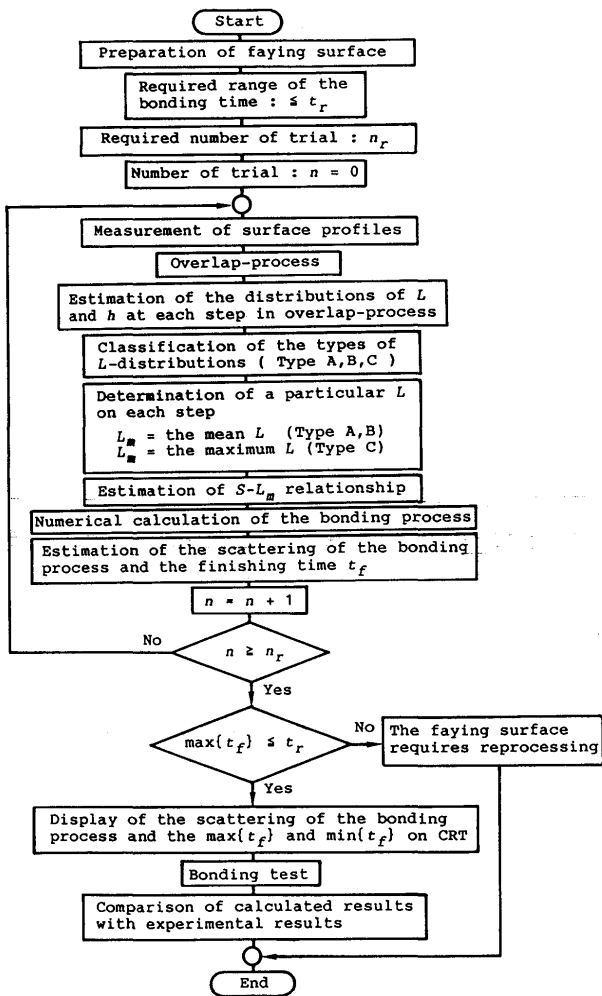 Start
Preparation of faying surface
Required range of the
bonding time : ≦ t_r
Required number of trial : n_r
Number of trial : n = 0
Measurement of surface profiles
Overlap-process
Estimation of the distributions of L
and h at each step in overlap-process
Classification of the types of
L-distributions ( Type A,B,C )
Determination of a particular L
on each step
L_m = the mean L (Type A,B)
L_m = the maximum L (Type C)
Estimation of S-L_m relationship
Numerical calculation of the bonding process
Estimation of the scattering of the bonding
process and the finishing time t_f
n = n + 1
No
n ≧ n_r
Yes
max{t_f} ≦ t_r
No
The faying surface
requires reprocessing
Yes
Display of the scattering of the bonding
process and the max{t_f} and min{t_f} on CRT
Bonding test
Comparison of calculated results
with experimental results
End